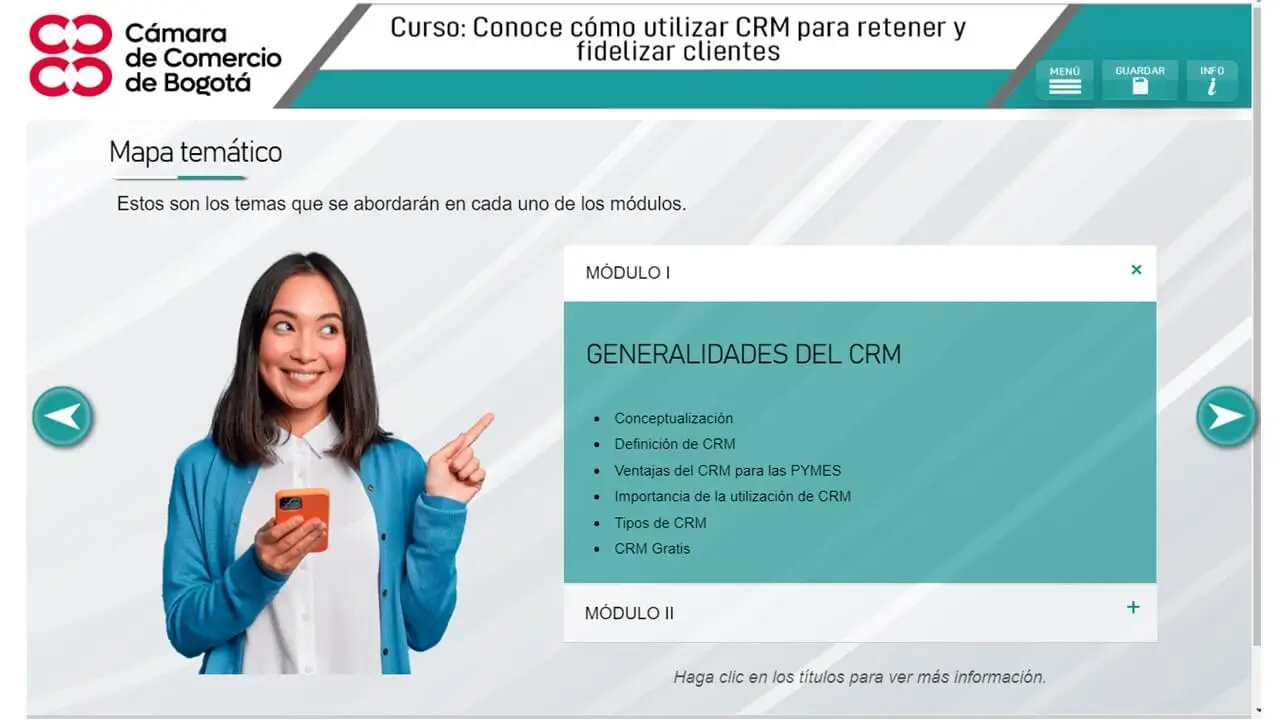 Cámara
de Comercio
de Bogotá
Curso: Conoce cómo utilizar CRM para retener y
fidelizar clientes
MENÚ
GUARDAR
INFO
i
Mapa temático
Estos son los temas que se abordarán en cada uno de los módulos.
MÓDULO I
×
GENERALIDADES DEL CRM
• Conceptualización
• Definición de CRM
• Ventajas del CRM para las PYMES
• Importancia de la utilización de CRM
• Tipos de CRM
• CRM Gratis
MÓDULO II
+
Haga clic en los títulos para ver más información.